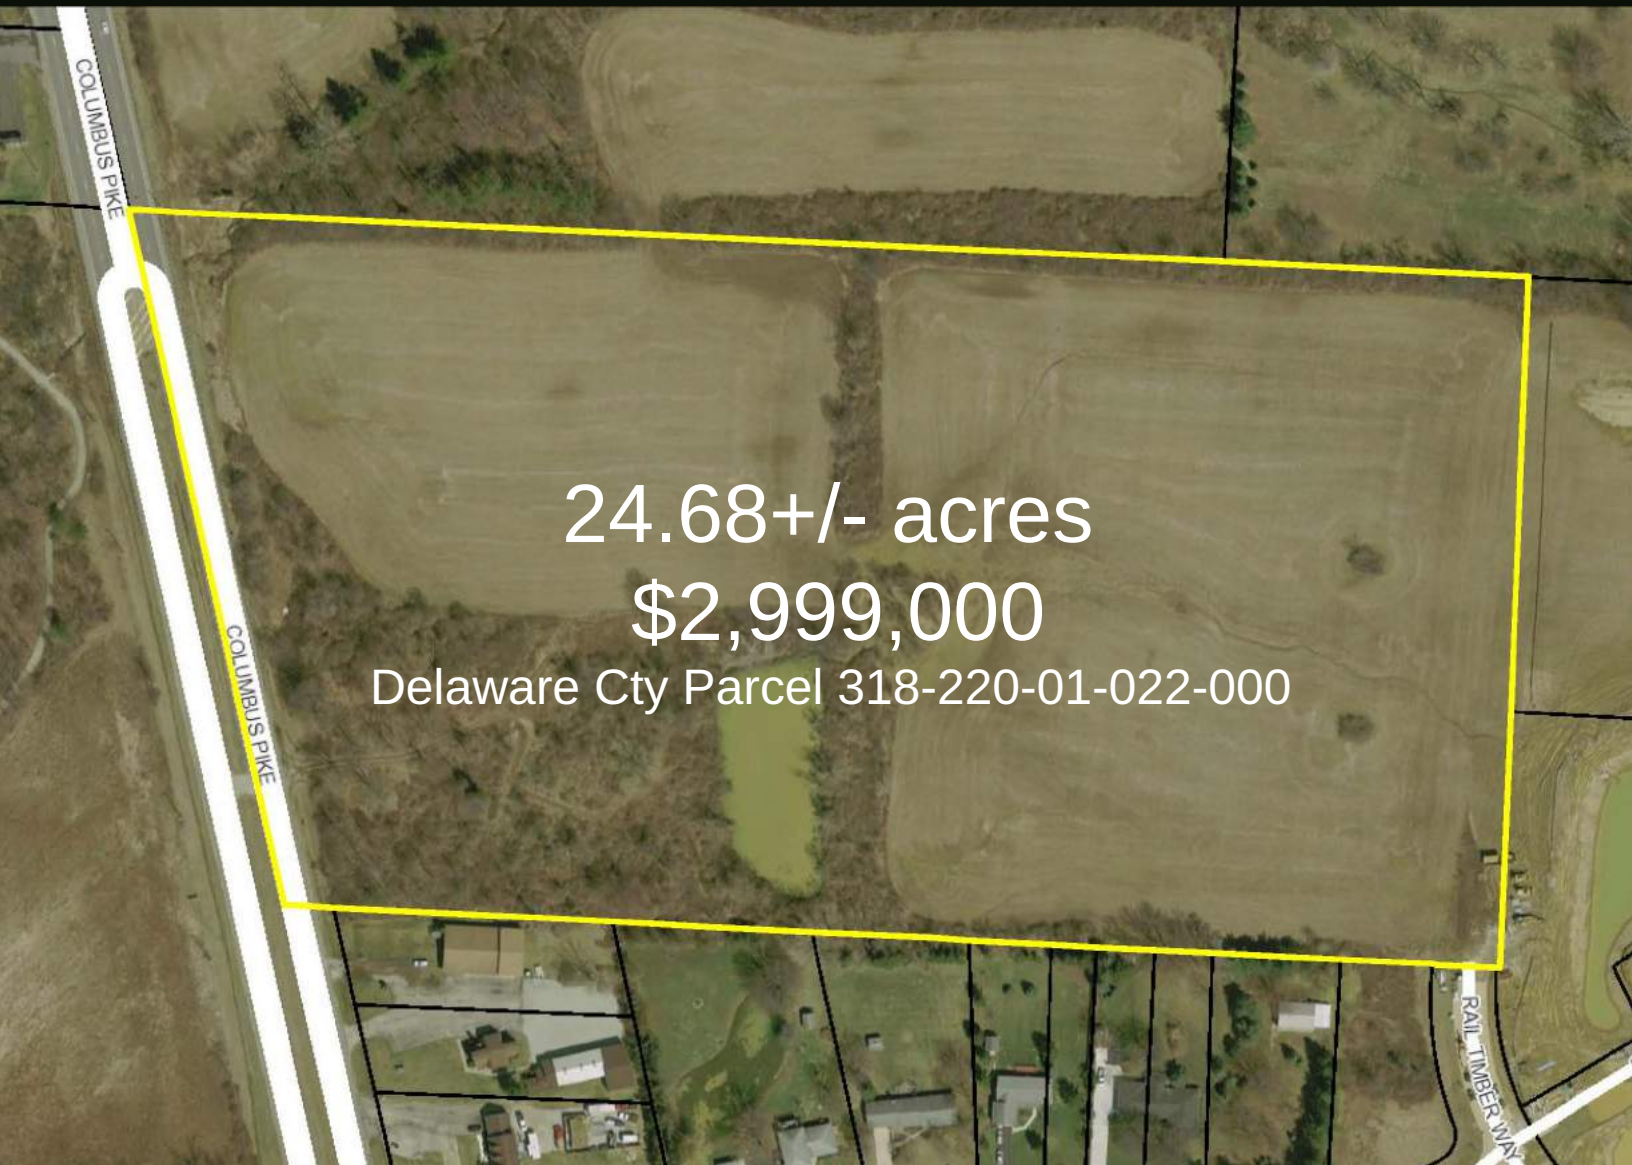 COLUMBUS PIKE
24.68+/- acres
$2,999,000
COLUMBUS PIKE
Delaware Cty Parcel 318-220-01-022-000
RAIL TIMBER WAY